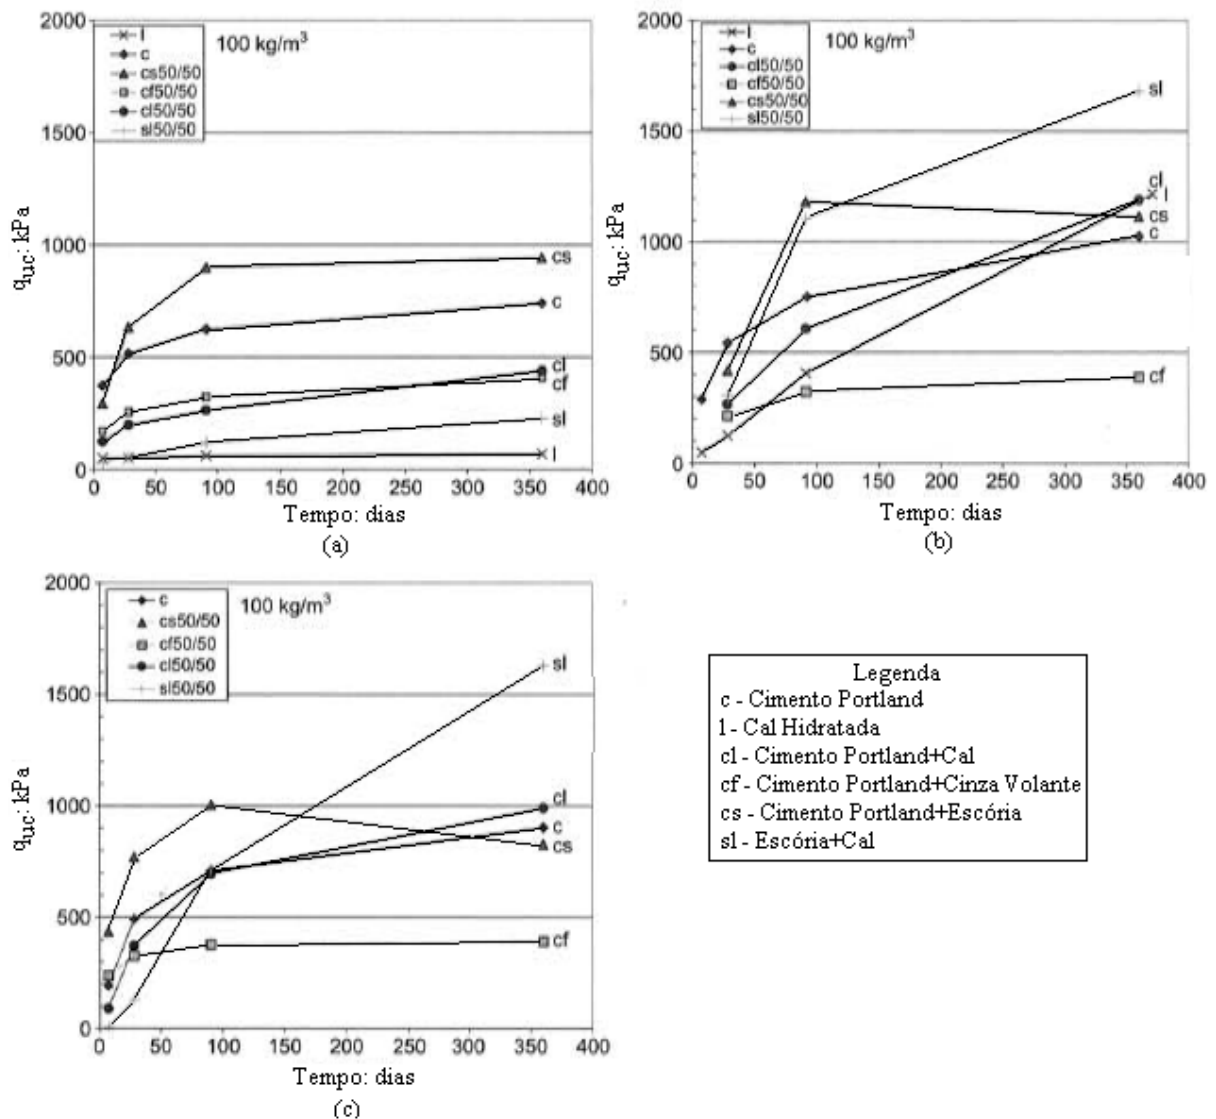 2000
1500
1000
500
0
l
c
cs50/50
cf50/50
cl50/50
sl50/50
100 kg/m³
cs
c
cl
cf
sl
l
0 50 100 150 200 250 300 350 400
q_uc: kPa
Tempo: dias
(a)
2000
1500
1000
500
0
l
c
cl50/50
cf50/50
cs50/50
sl50/50
100 kg/m³
sl
cl
l
cs
c
cf
0 50 100 150 200 250 300 350 400
q_uc: kPa
Tempo: dias
(b)
2000
1500
1000
500
0
c
cs50/50
cf50/50
cl50/50
sl50/50
100 kg/m³
sl
cl
c
cs
cf
0 50 100 150 200 250 300 350 400
q_uc: kPa
Tempo: dias
(c)
Legenda
c - Cimento Portland
l - Cal Hidratada
cl - Cimento Portland+Cal
cf - Cimento Portland+Cinza Volante
cs - Cimento Portland+Escória
sl - Escória+Cal